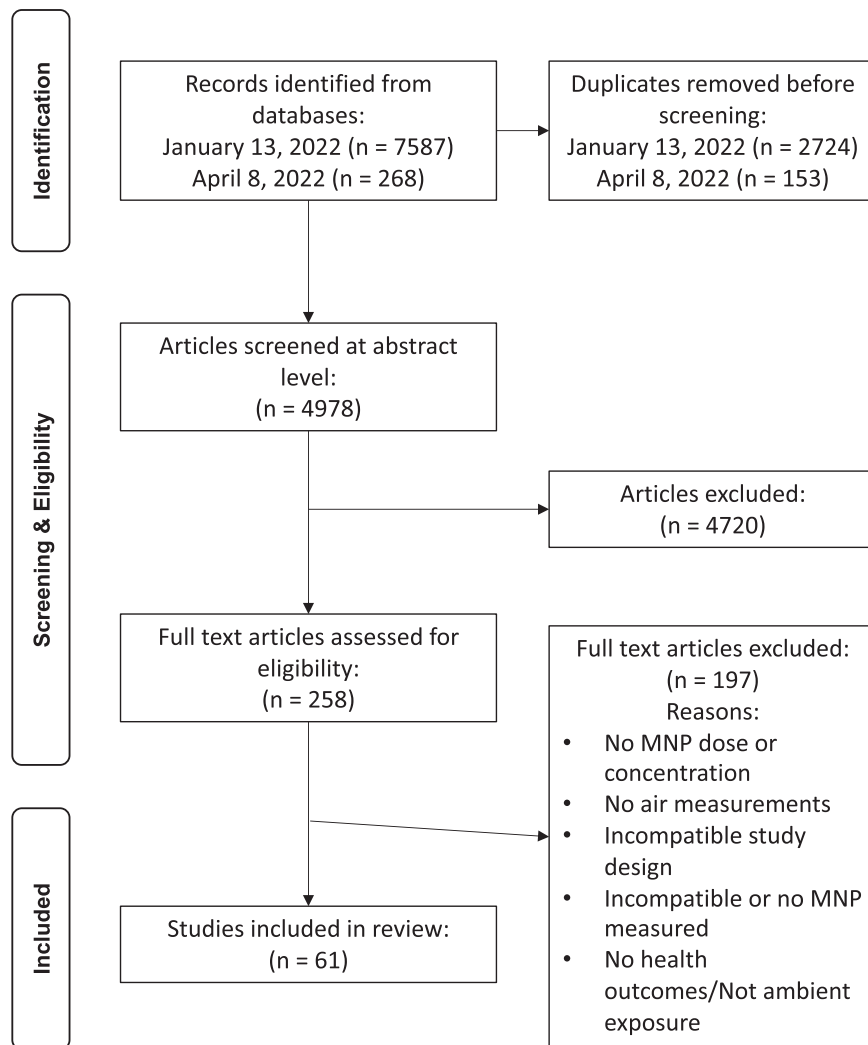 Identification
Records identified from
databases:
January 13, 2022 (n = 7587)
April 8, 2022 (n = 268)
Duplicates removed before
screening:
January 13, 2022 (n = 2724)
April 8, 2022 (n = 153)
Screening & Eligibility
Articles screened at abstract
level:
(n = 4978)
Articles excluded:
(n = 4720)
Full text articles assessed for
eligibility:
(n = 258)
Full text articles excluded:
(n = 197)
Reasons:
• No MNP dose or
concentration
• No air measurements
• Incompatible study
design
• Incompatible or no MNP
measured
• No health
outcomes/Not ambient
exposure
Included
Studies included in review:
(n = 61)